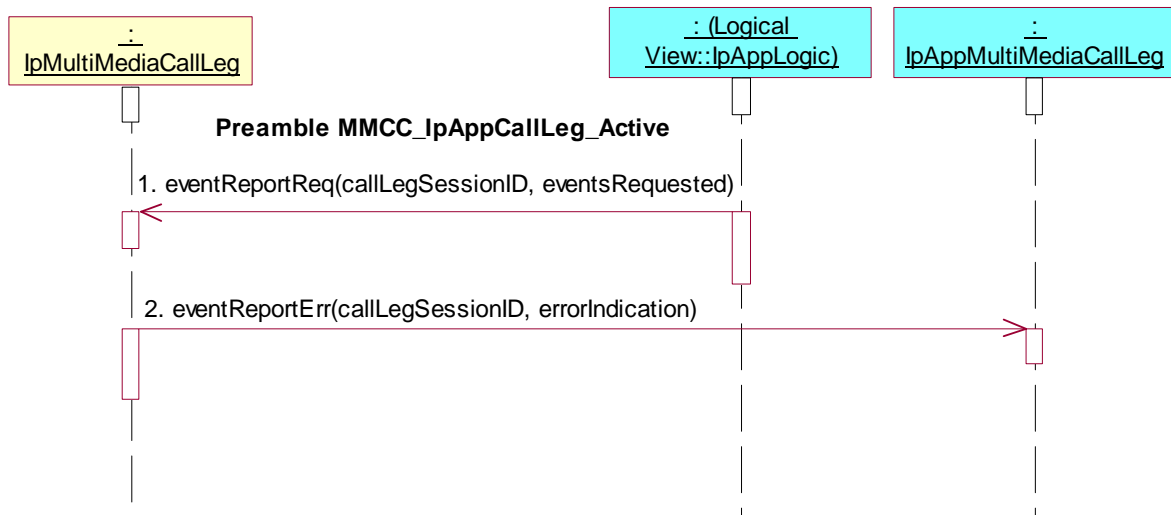 :
IpMultiMediaCallLeg
: (Logical
View::IpAppLogic)
:
IpAppMultiMediaCallLeg
Preamble MMCC_IpAppCallLeg_Active
1. eventReportReq(callLegSessionID, eventsRequested)
2. eventReportErr(callLegSessionID, errorIndication)